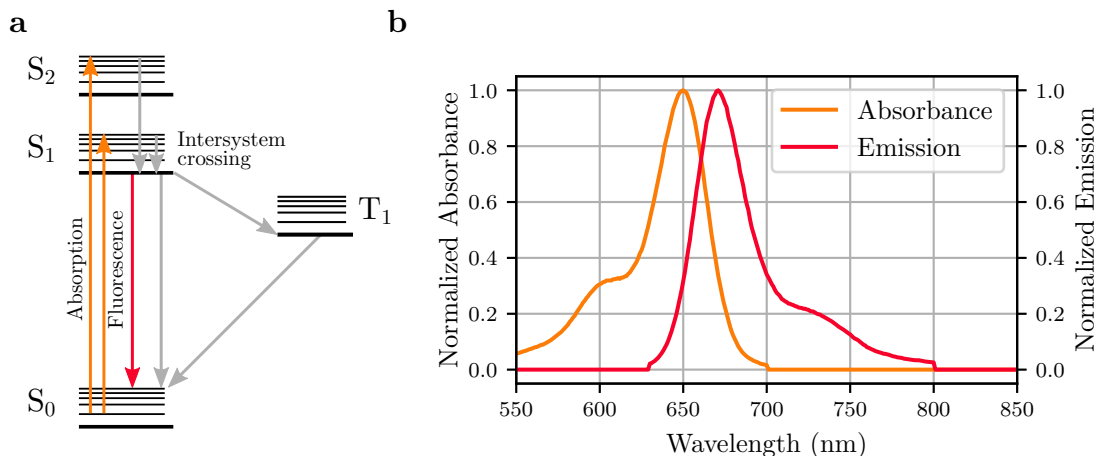 a
S2
S1
Intersystem
crossing
T1
Absorption
Fluorescence
S0
b
Normalized Absorbance
1.0
0.8
0.6
0.4
0.2
0.0
Absorbance
Emission
1.0
0.8
0.6
0.4
0.2
0.0
Normalized Emission
550 600 650 700 750 800 850
Wavelength (nm)